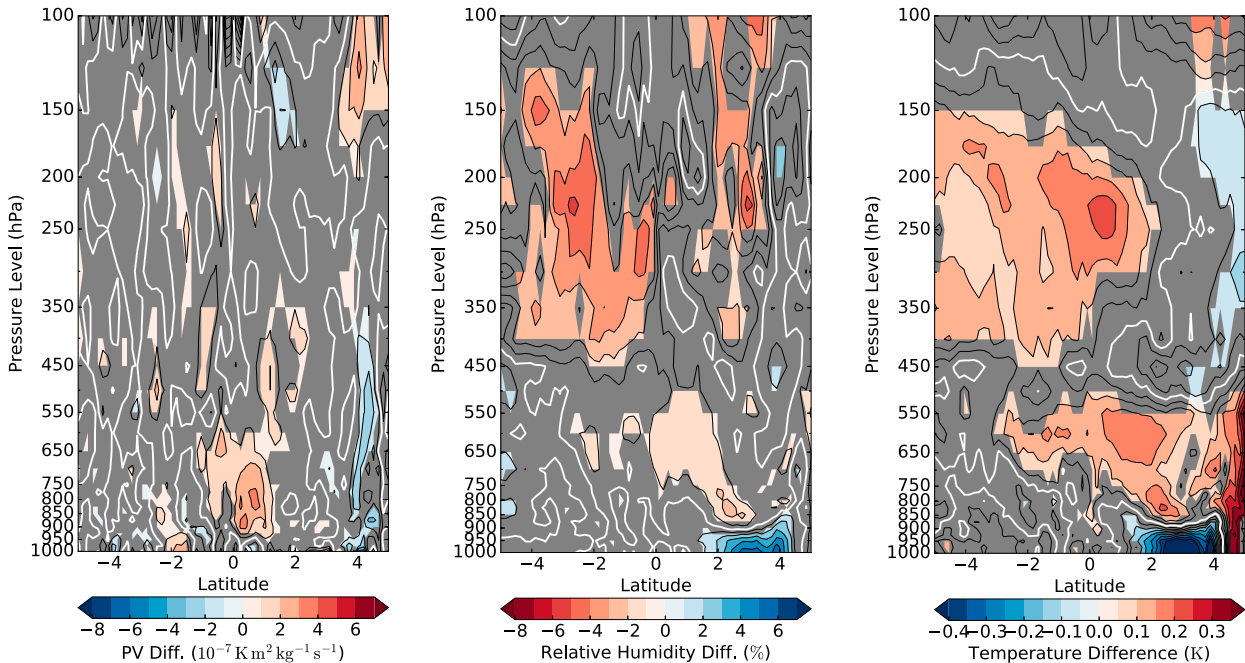 100
150
200
250
350
450
550
650
800
850
900
950
1000
Pressure Level (hPa)
−4 −2 0 2 4
Latitude
−8 −6 −4 −2 0 2 4 6
PV Diff. (10⁻⁷ K m² kg⁻¹ s⁻¹)
100
150
200
250
350
450
550
650
800
850
900
950
1000
Pressure Level (hPa)
−4 −2 0 2 4
Latitude
−8 −6 −4 −2 0 2 4 6
Relative Humidity Diff. (%)
100
150
200
250
350
450
550
650
800
850
900
950
1000
Pressure Level (hPa)
−4 −2 0 2 4
Latitude
−0.4 −0.3 −0.2 −0.1 0.0 0.1 0.2 0.3
Temperature Difference (K)